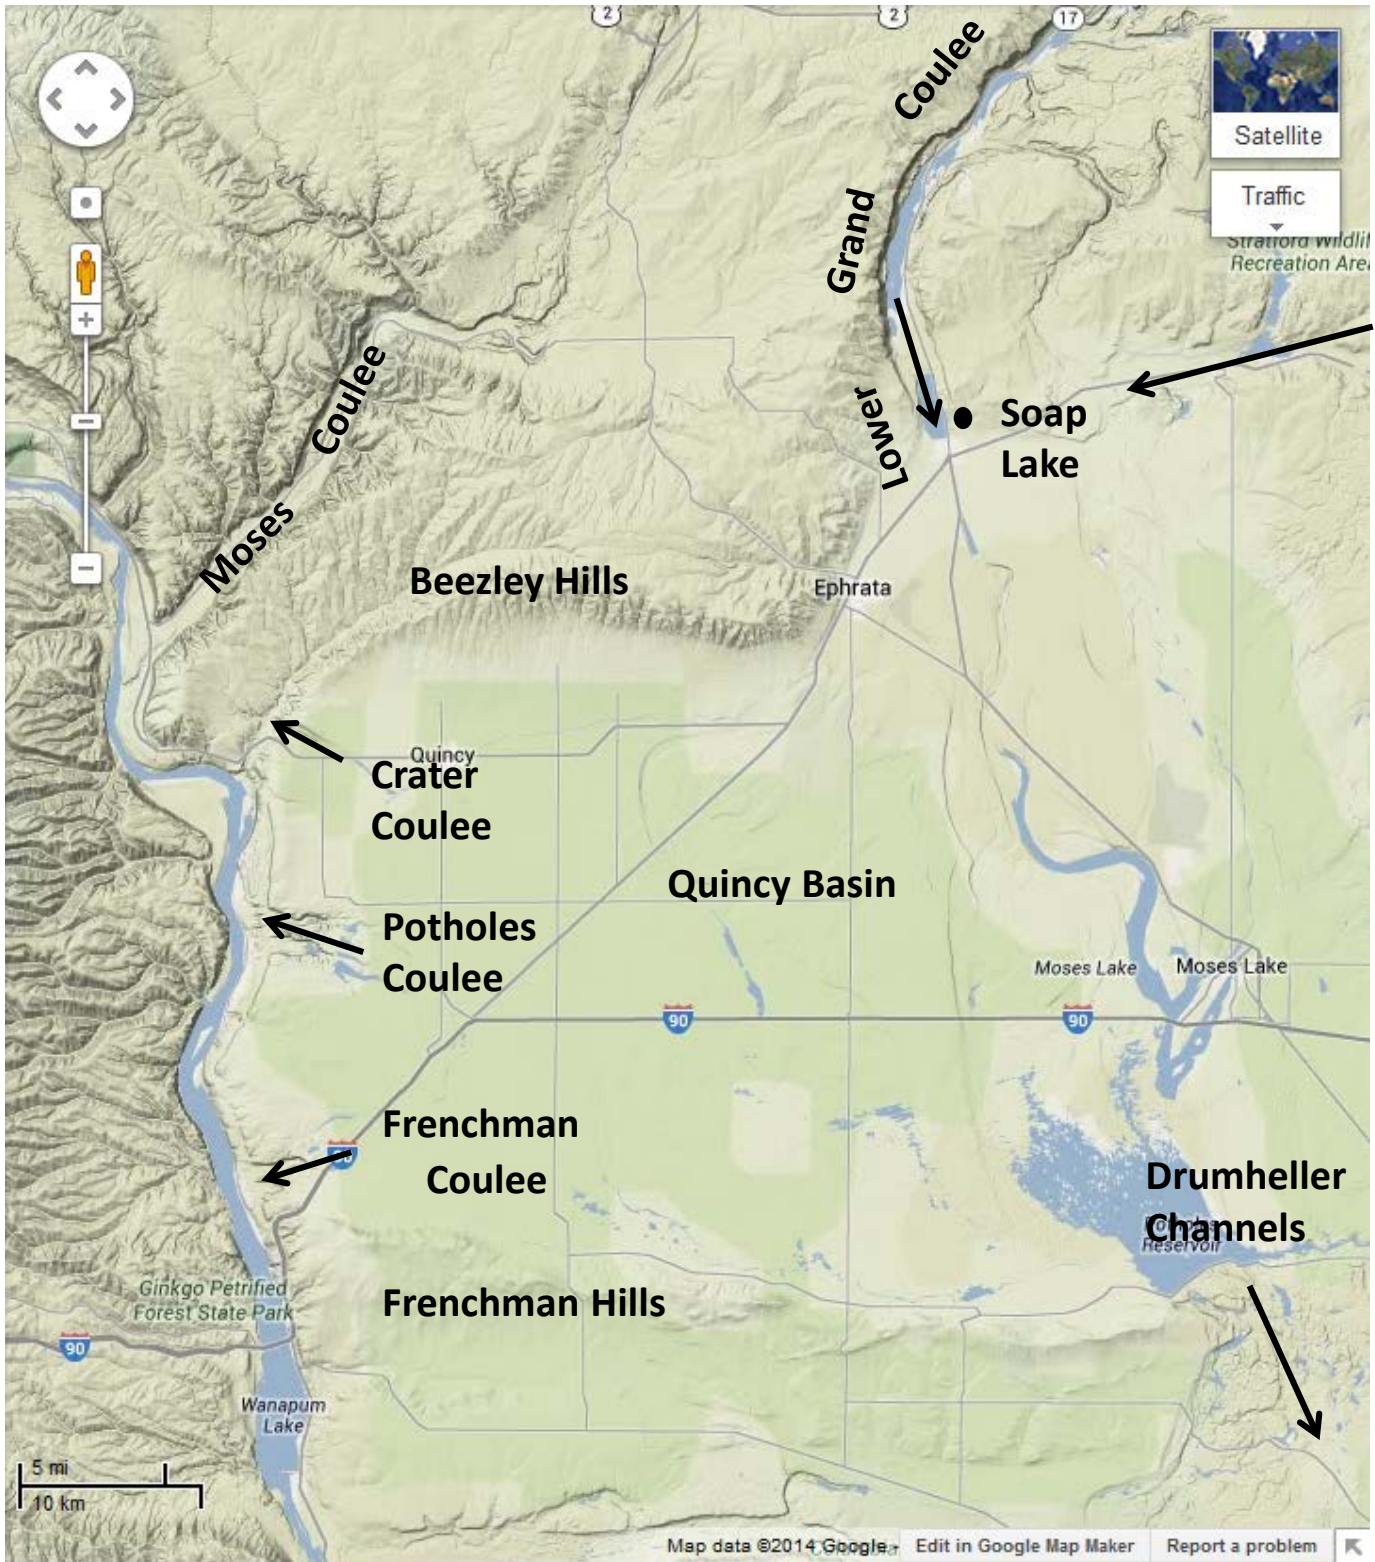 2
2
17
Coulee
Satellite
Traffic
Grand
Stratford Wildlif
Recreation Area
Coulee
Lower
Soap
Lake
Moses
Beezley Hills
Ephrata
Quincy
Crater
Coulee
Quincy Basin
Potholes
Coulee
Moses Lake
Moses Lake
90
90
Frenchman
Coulee
Drumheller
Channels
Reservoir
Ginkgo Petrified
Forest State Park
Frenchman Hills
90
Wanapum
Lake
5 mi
10 km
Map data ©2014 Google -
Edit in Google Map Maker
Report a problem